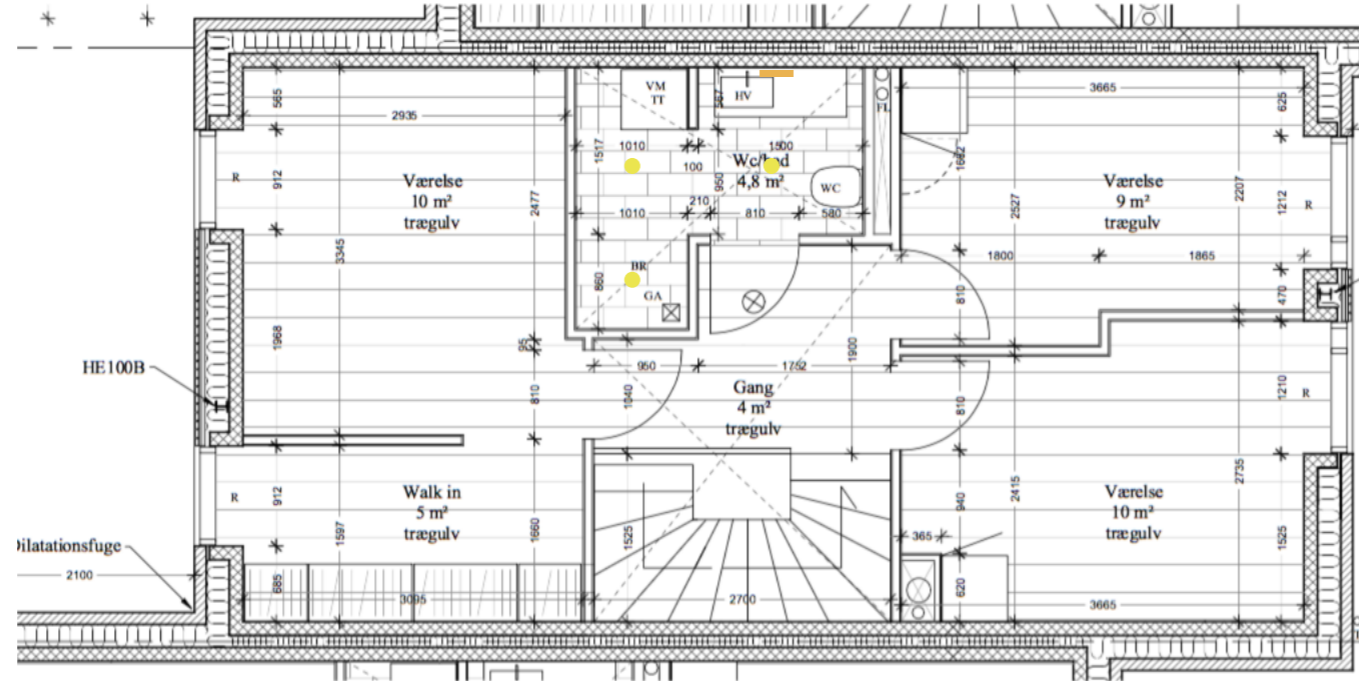 565
2935
912
R
Værelse
10 m²
trægulv
2477
3345
1968
HE100B
95
810
VM
TT
HV
567
FL
1517
1010
100
1500
Wc/bad
4,8 m²
950
WC
210
1010
810
580
BR
860
GA
3665
625
1662
Værelse
9 m²
trægulv
2527
2207
1212
R
1800
1865
470
810
950
1752
1900
1040
Gang
4 m²
trægulv
810
1210
R
912
R
Walk in
5 m²
trægulv
1597
1660
1525
685
3095
2700
Dilatationsfuge
2100
940
2415
2735
Værelse
10 m²
trægulv
365
1525
620
3665